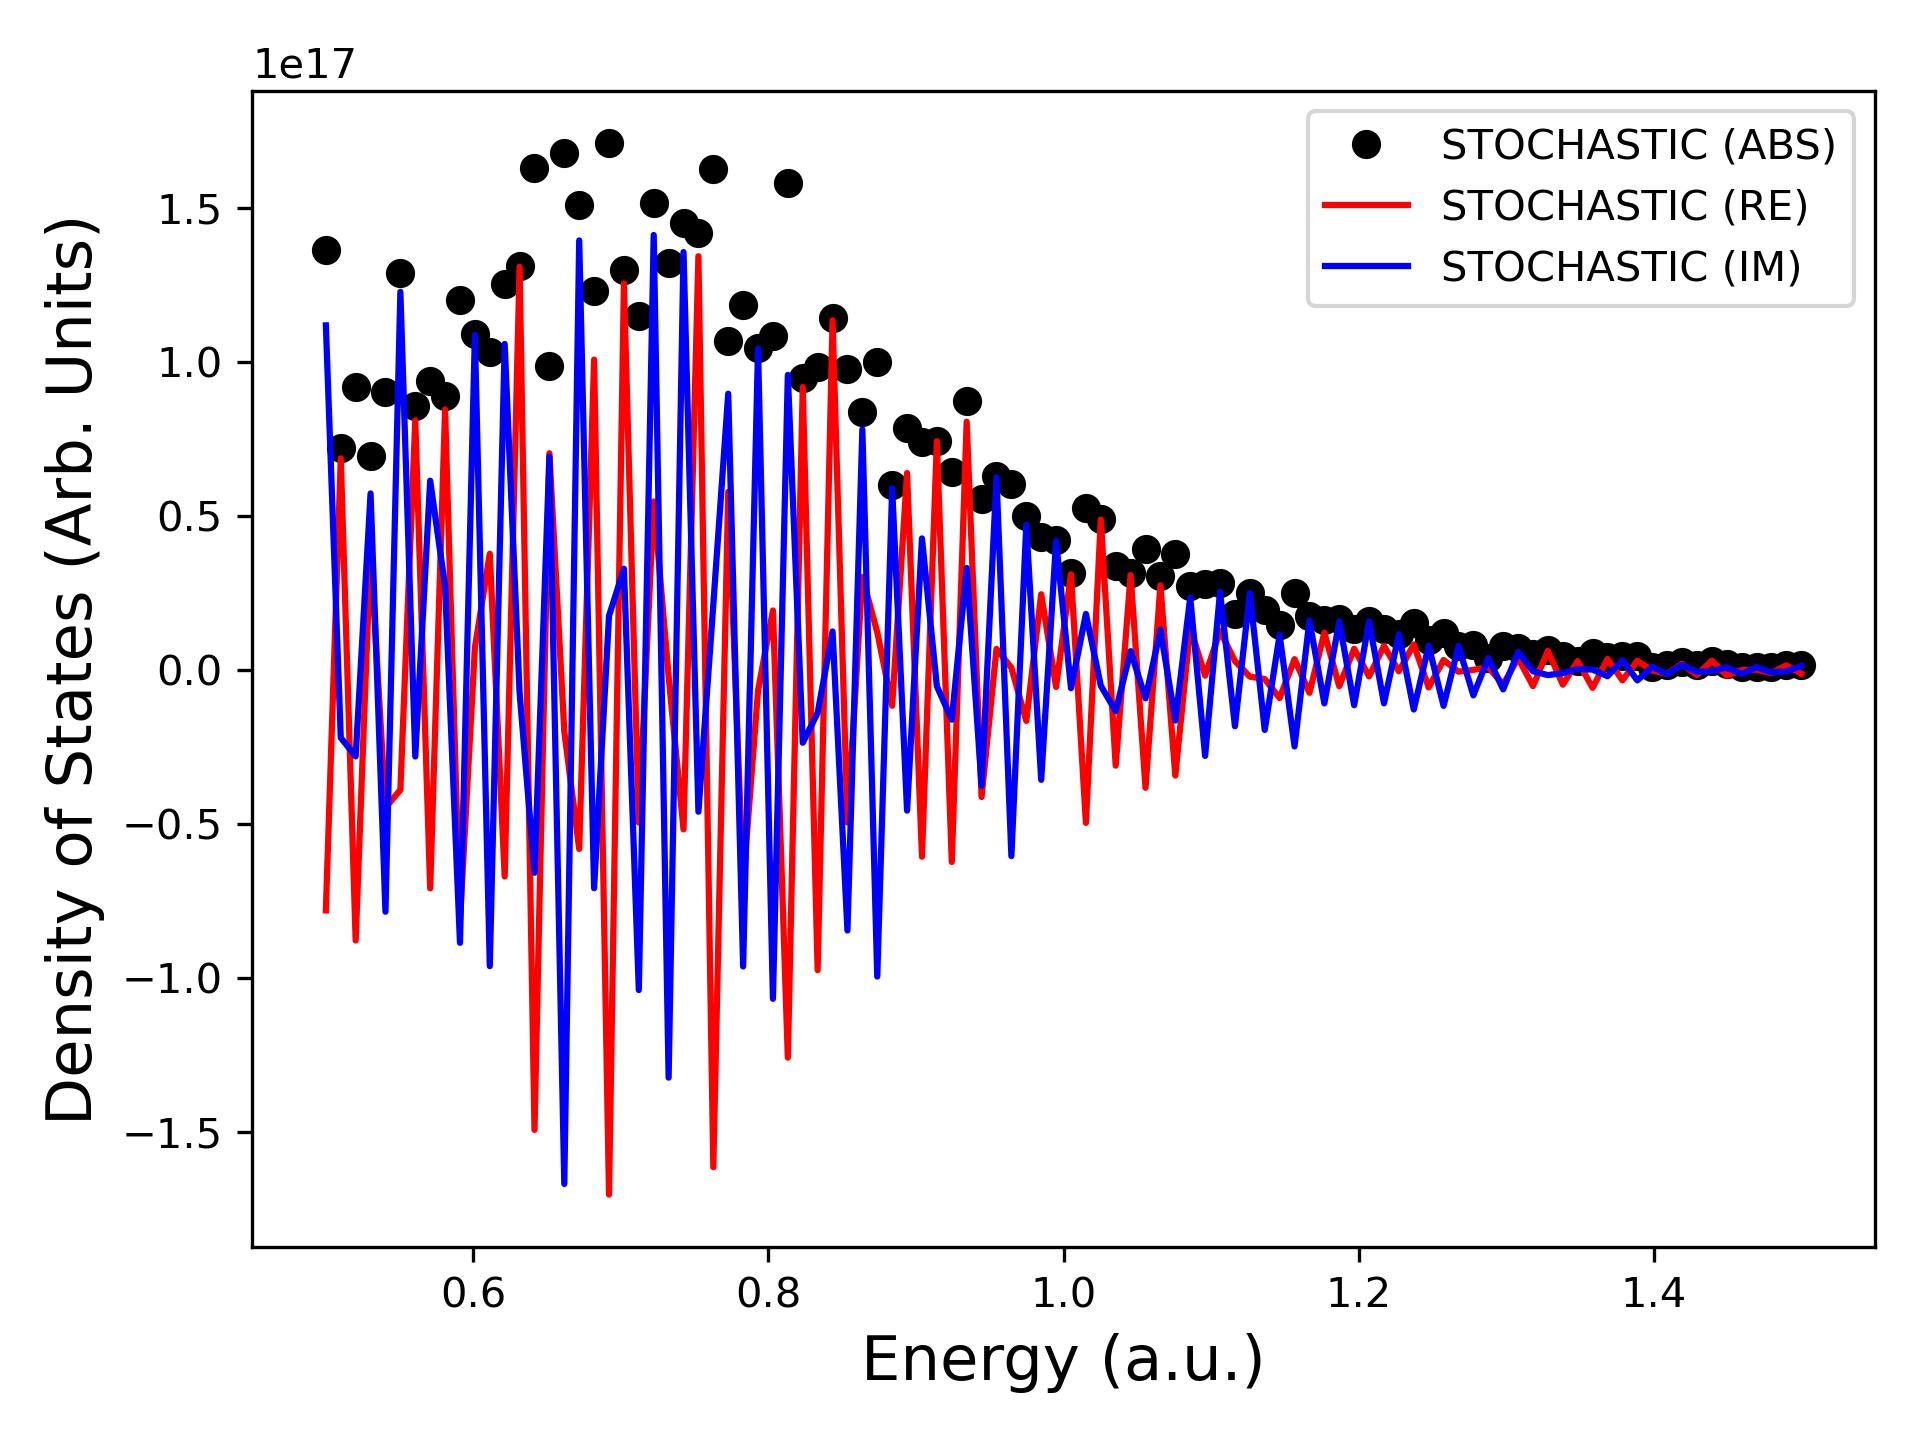 1e17
STOCHASTIC (ABS)
STOCHASTIC (RE)
STOCHASTIC (IM)
Density of States (Arb. Units)
1.5
1.0
0.5
0.0
−0.5
−1.0
−1.5
0.6 0.8 1.0 1.2 1.4
Energy (a.u.)